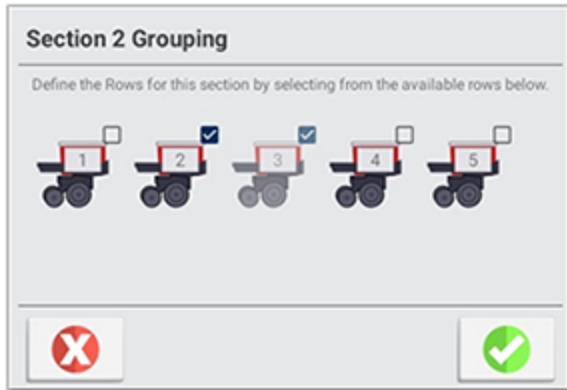 Section 2 Grouping
Define the Rows for this section by selecting from the available rows below.
1 2 3 4 5